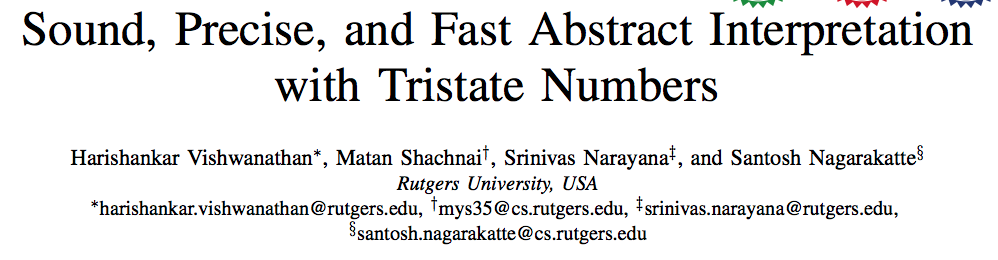 Sound, Precise, and Fast Abstract Interpretation
with Tristate Numbers
Harishankar Vishwanathan*, Matan Shachnai†, Srinivas Narayana‡, and Santosh Nagarakatte§
Rutgers University, USA
*harishankar.vishwanathan@rutgers.edu, †mys35@cs.rutgers.edu, ‡srinivas.narayana@rutgers.edu,
§santosh.nagarakatte@cs.rutgers.edu